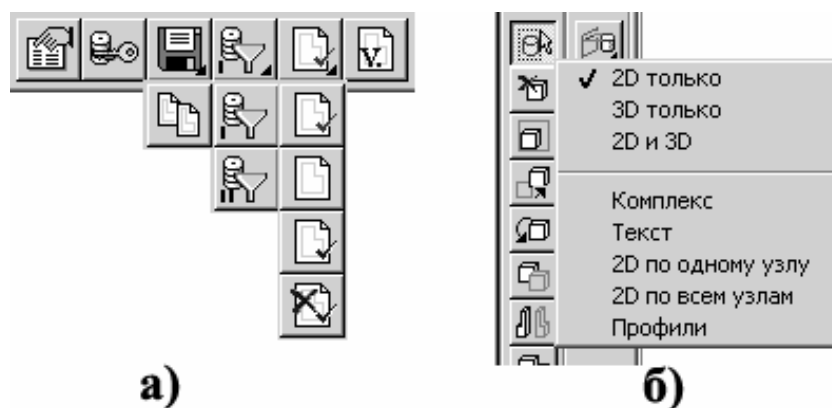 V.
2D только
3D только
2D и 3D
Комплекс
Текст
2D по одному узлу
2D по всем узлам
Профили
а)
б)